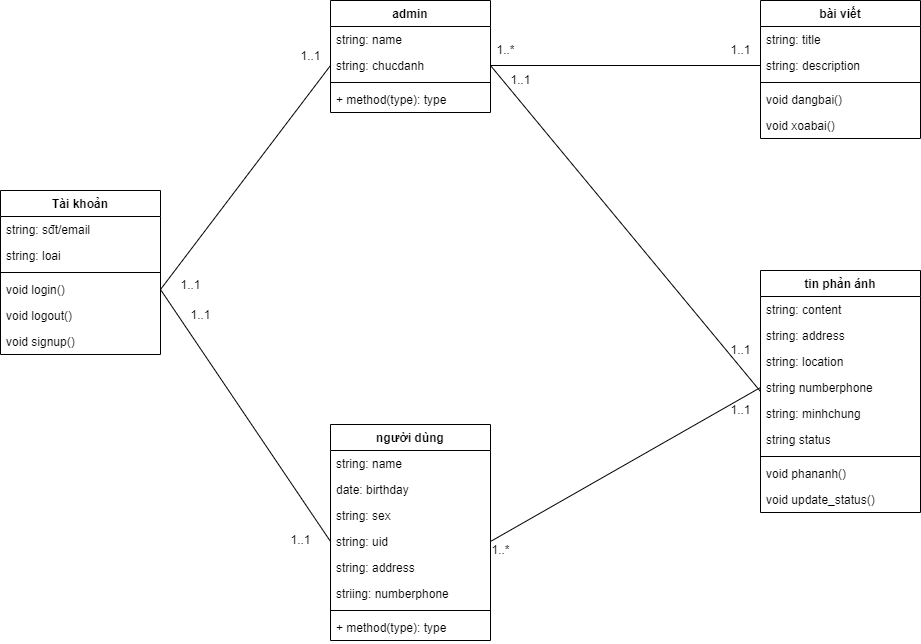 admin
string: name
string: chucdanh
+ method(type): type
bài viết
string: title
string: description
void dangbai()
void xoabai()
1..1
1..*
1..1
1..1
Tài khoản
string: sđt/email
string: loai
void login()
void logout()
void signup()
1..1
1..1
tin phản ánh
string: content
string: address
string: location
string numberphone
string: minhchung
string status
void phananh()
void update_status()
1..1
1..1
người dùng
string: name
date: birthday
string: sex
string: uid
string: address
striing: numberphone
+ method(type): type
1..1
1..*